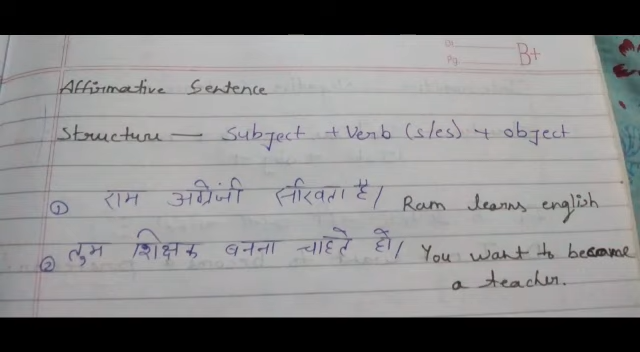 Pg.
B+
Affirmative Sentence
Structure — Subject + Verb (s/es) + object
① राम अंग्रेजी सीखता है। Ram learns english
② तुम शिक्षक बनना चाहते हो। You want to become
a teacher.